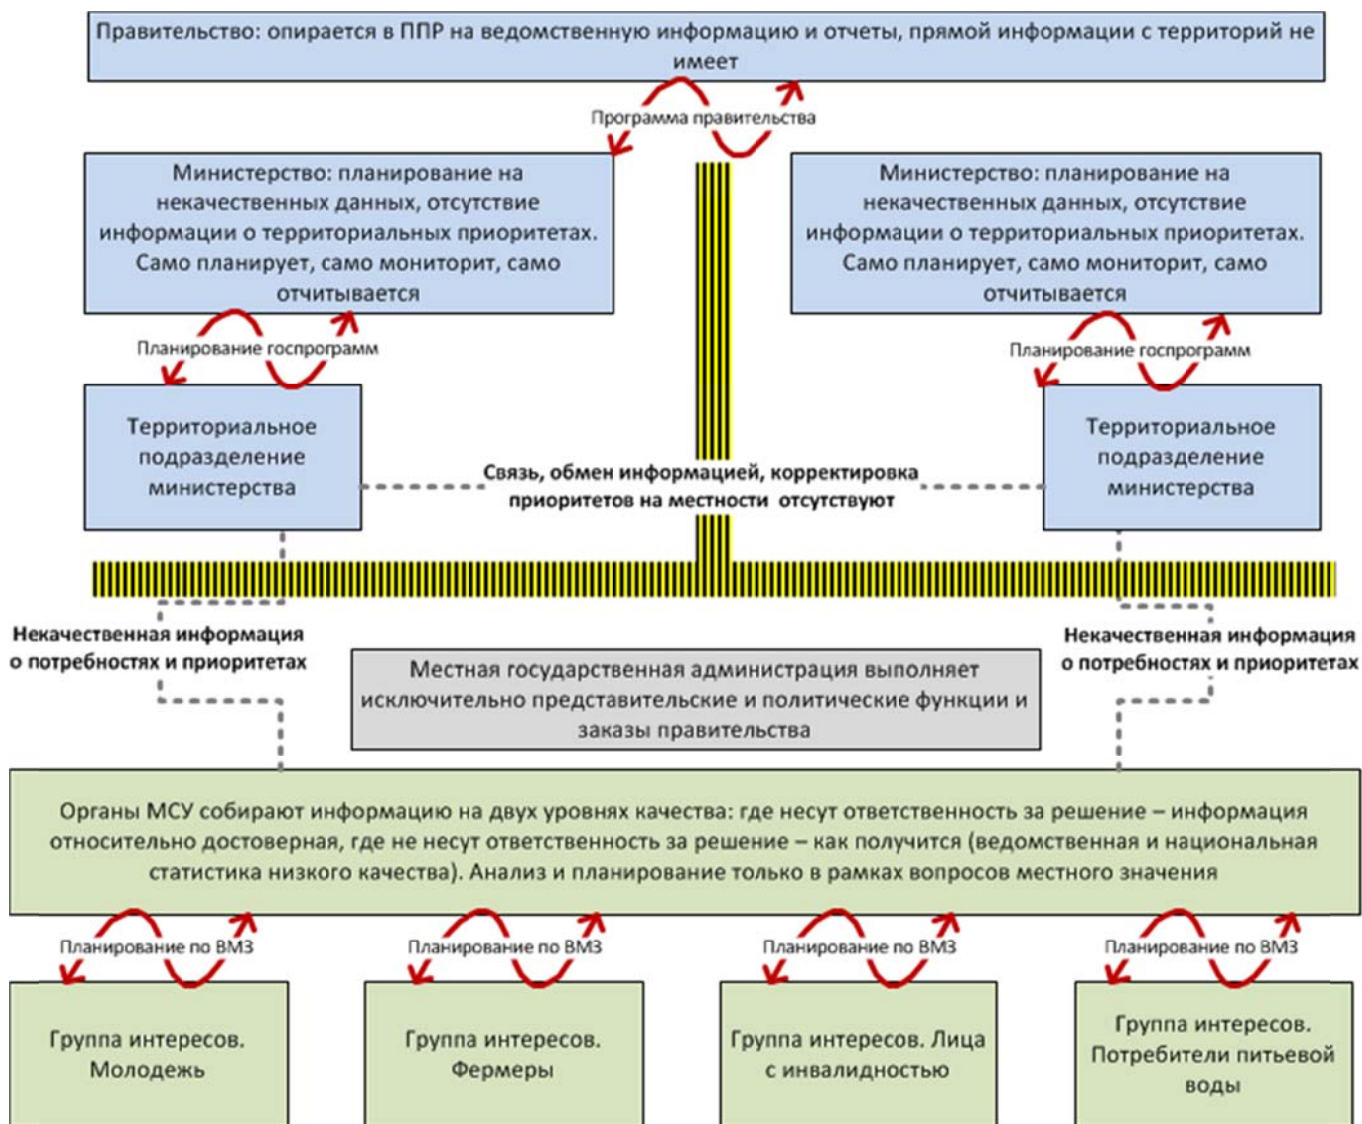 Правительство: опирается в ППР на ведомственную информацию и отчеты, прямой информации с территорий не
имеет
Программа правительства
Министерство: планирование на
некачественных данных, отсутствие
информации о территориальных приоритетах.
Само планирует, само мониторит, само
отчитывается
Министерство: планирование на
некачественных данных, отсутствие
информации о территориальных приоритетах.
Само планирует, само мониторит, само
отчитывается
Планирование госпрограмм
Планирование госпрограмм
Территориальное
подразделение
министерства
Связь, обмен информацией, корректировка
приоритетов на местности отсутствуют
Территориальное
подразделение
министерства
Некачественная информация
о потребностях и приоритетах
Местная государственная администрация выполняет
исключительно представительские и политические функции и
заказы правительства
Некачественная информация
о потребностях и приоритетах
Органы МСУ собирают информацию на двух уровнях качества: где несут ответственность за решение – информация
относительно достоверная, где не несут ответственность за решение – как получится (ведомственная и национальная
статистика низкого качества). Анализ и планирование только в рамках вопросов местного значения
Планирование по ВМЗ
Планирование по ВМЗ
Планирование по ВМЗ
Планирование по ВМЗ
Группа интересов.
Молодежь
Группа интересов.
Фермеры
Группа интересов. Лица
с инвалидностью
Группа интересов.
Потребители питьевой
воды